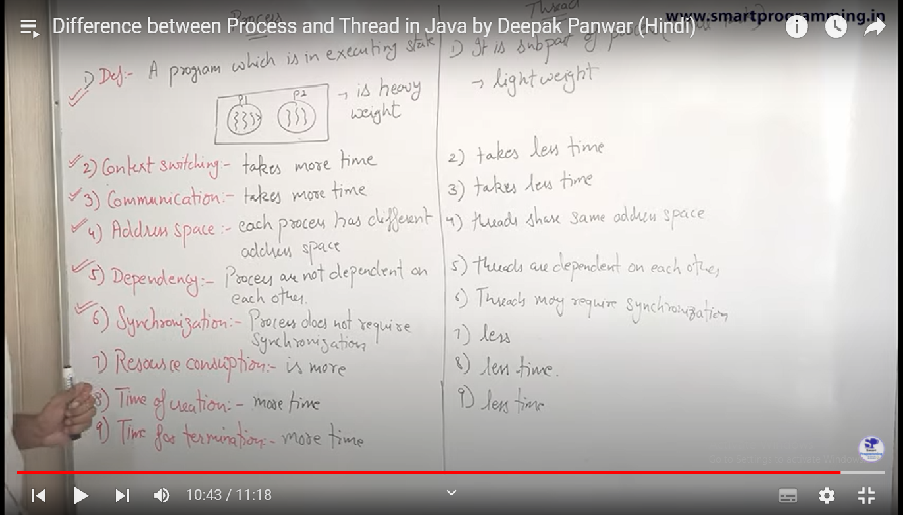 Difference between Process and Thread in Java by Deepak Panwar (Hindi)
www.smartprogramming.in
Process
Thread
1) Def:- A program which is in executing state
P1 P2
→ is heavy
weight
1) It is subpart of process
→ light weight
2) Context switching:- takes more time
2) takes less time
3) Communication:- takes more time
3) takes less time
4) Address space:- each process has different
address space
4) threads share same address space
5) Dependency:- Process are not dependent on
each other.
5) threads are dependent on each other
6) Synchronization:- Process does not require
Synchronization
6) Threads may require synchronization
7) Resource consuption:- is more
7) less
8) Time of creation:- more time
8) less time.
9) Time for termination:- more time
9) less time
SP
10:43 / 11:18